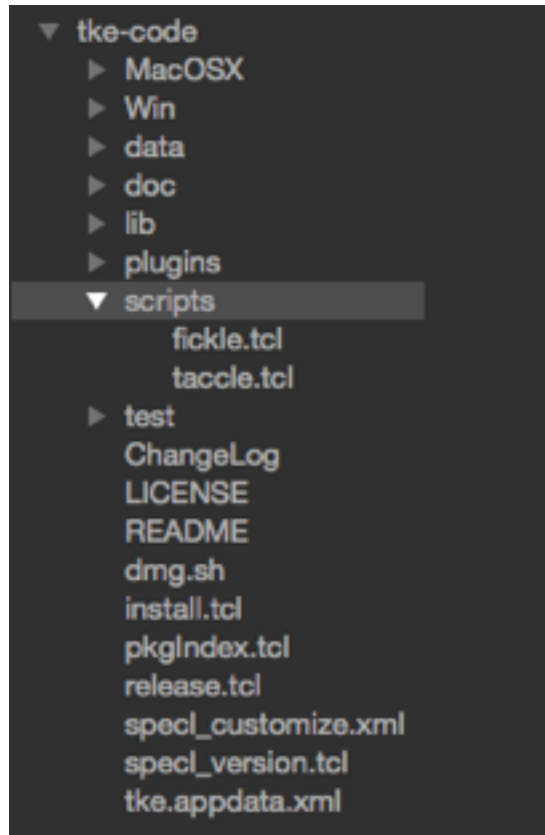 tke-code
MacOSX
Win
data
doc
lib
plugins
scripts
fickle.tcl
taccle.tcl
test
ChangeLog
LICENSE
README
dmg.sh
install.tcl
pkgIndex.tcl
release.tcl
specl_customize.xml
specl_version.tcl
tke.appdata.xml